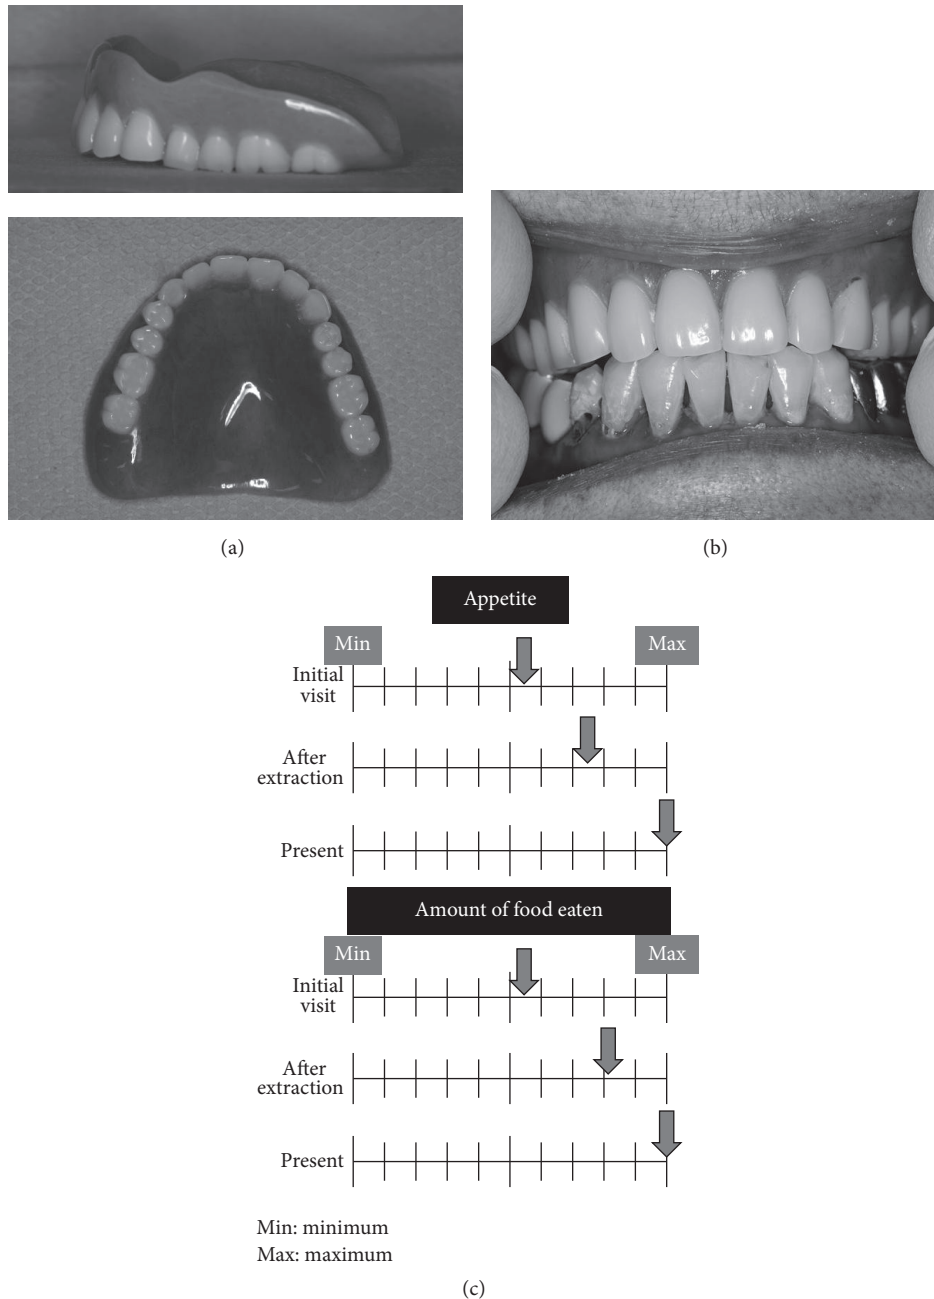 (a)
(b)
Appetite
Min
Max
Initial
visit
After
extraction
Present
Amount of food eaten
Min
Max
Initial
visit
After
extraction
Present
Min: minimum
Max: maximum
(c)